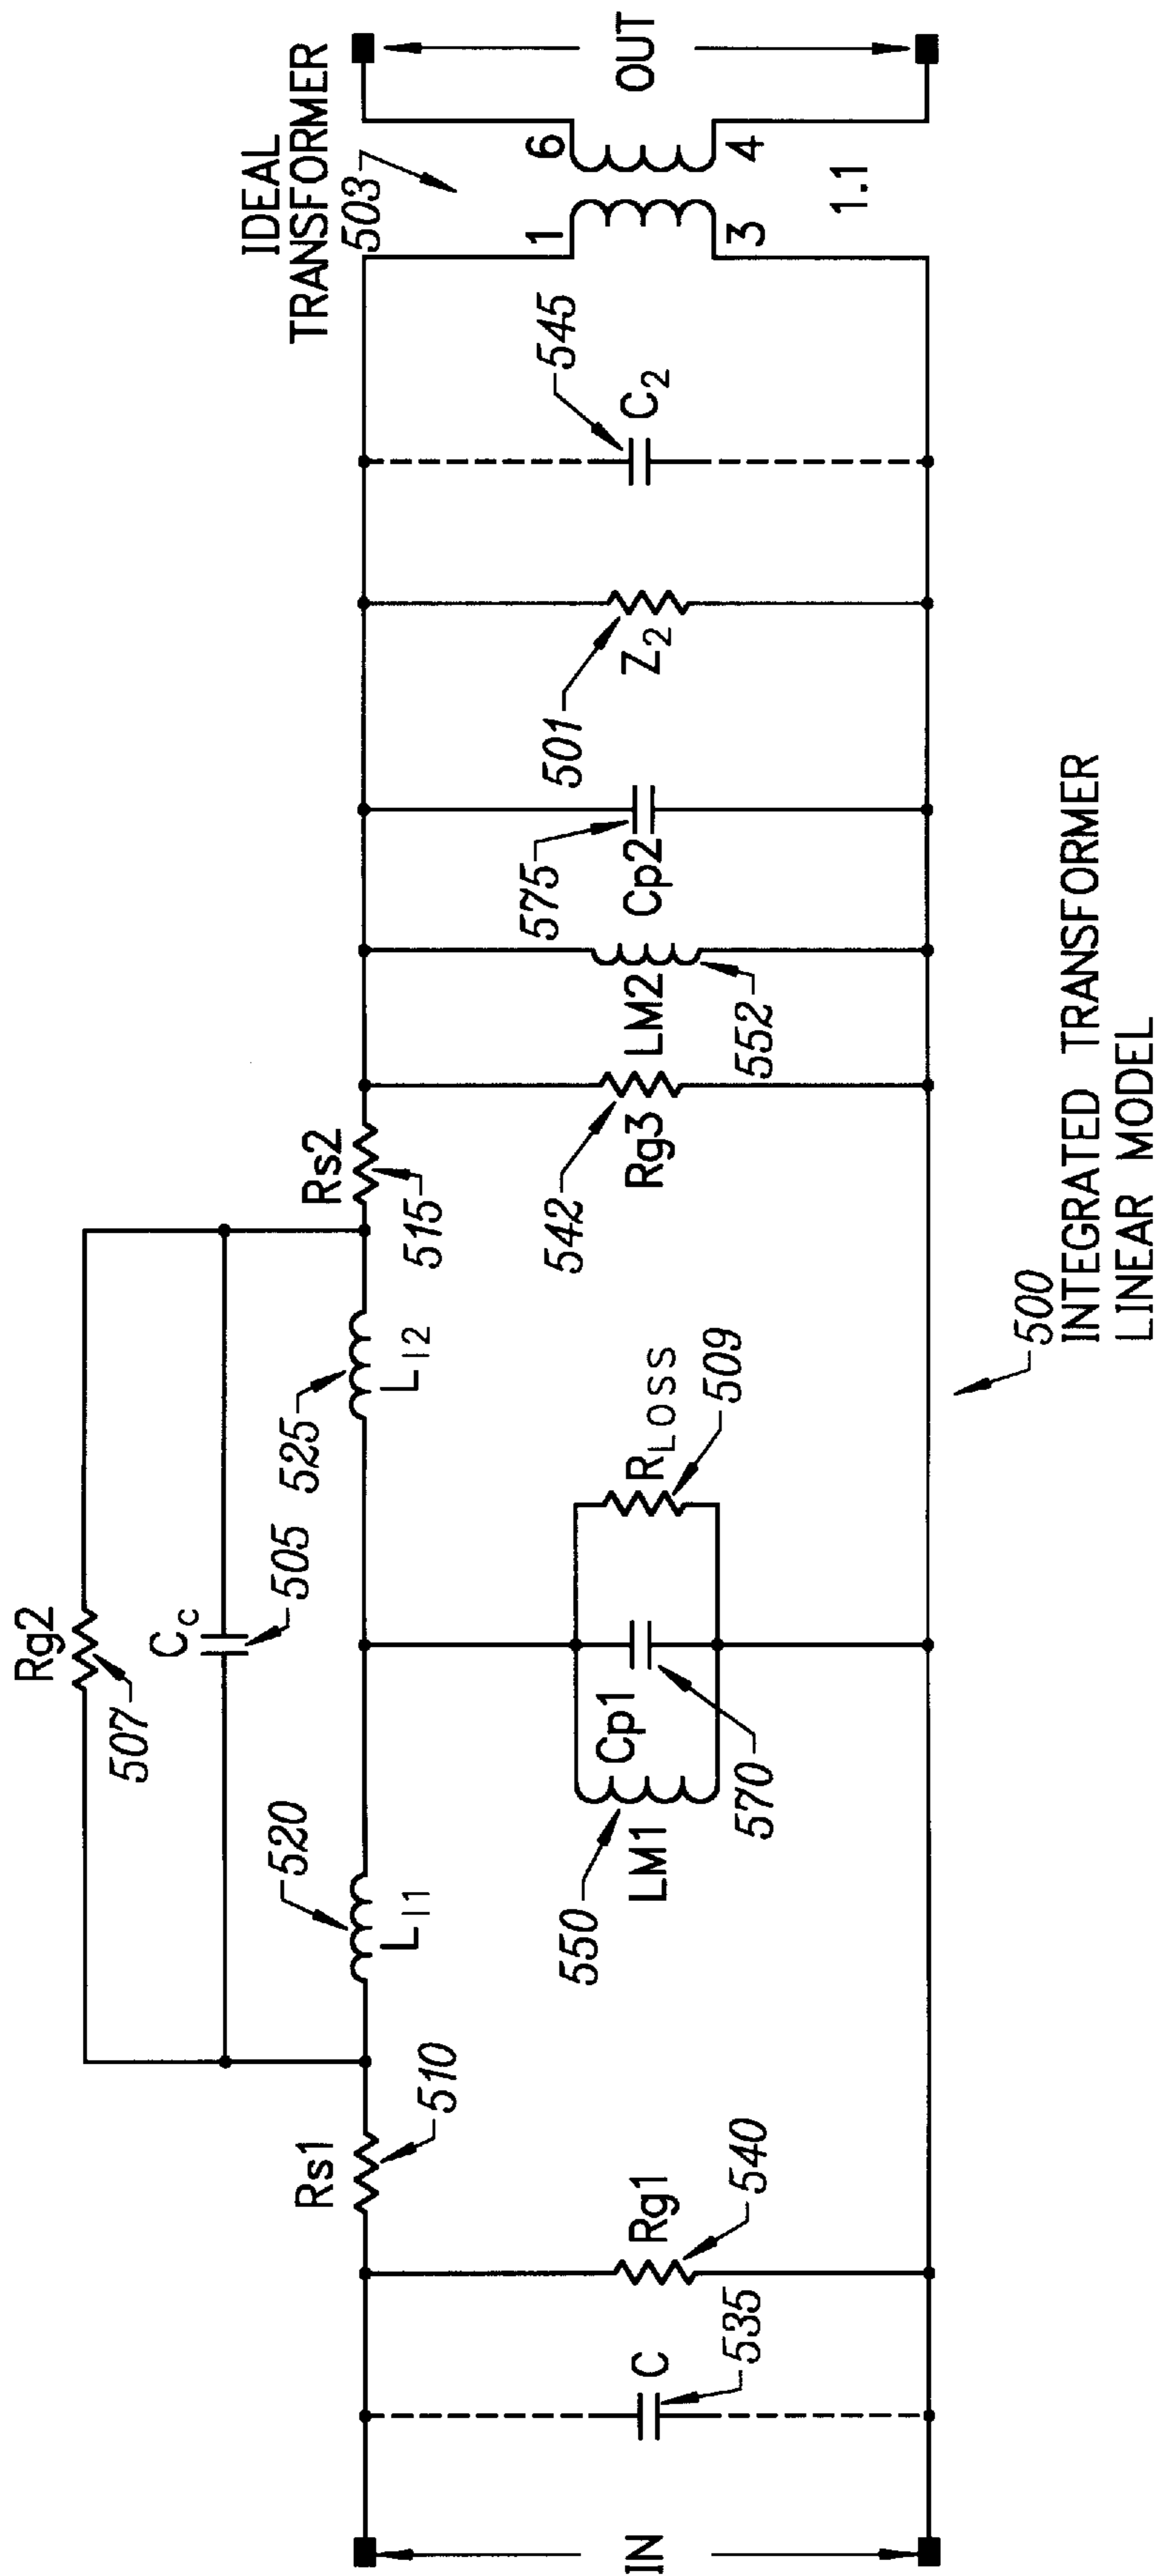 IN
C
535
Rg1
540
Rs1
510
L11
520
Rg2
507
Cc
505
LM1
550
Cp1
570
RLOSS
509
L12
525
Rs2
515
Rg3
542
LM2
552
Cp2
575
Z2
501
C2
545
IDEAL
TRANSFORMER
503
1
3
6
4
1.1
OUT
500
INTEGRATED TRANSFORMER
LINEAR MODEL